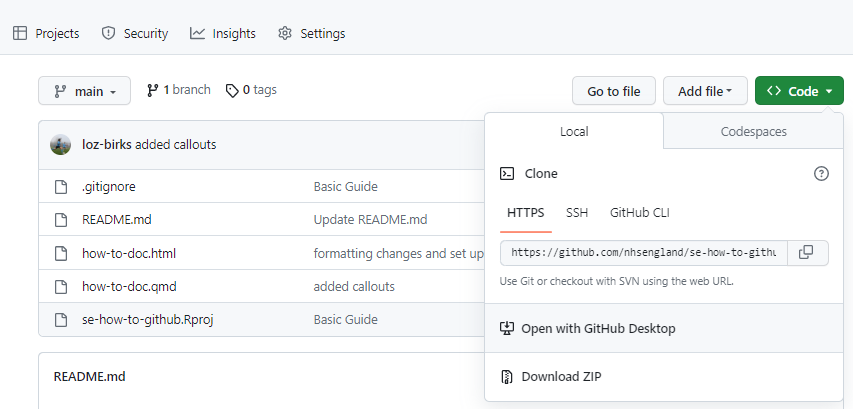 Projects Security Insights Settings
main 1 branch 0 tags Go to file Add file Code
Local Codespaces
loz-birks added callouts
Clone
.gitignore Basic Guide
README.md Update README.md
HTTPS SSH GitHub CLI
how-to-doc.html formatting changes and set up
https://github.com/nhsengland/se-how-to-githu
how-to-doc.qmd added callouts
Use Git or checkout with SVN using the web URL.
se-how-to-github.Rproj Basic Guide
Open with GitHub Desktop
README.md
Download ZIP